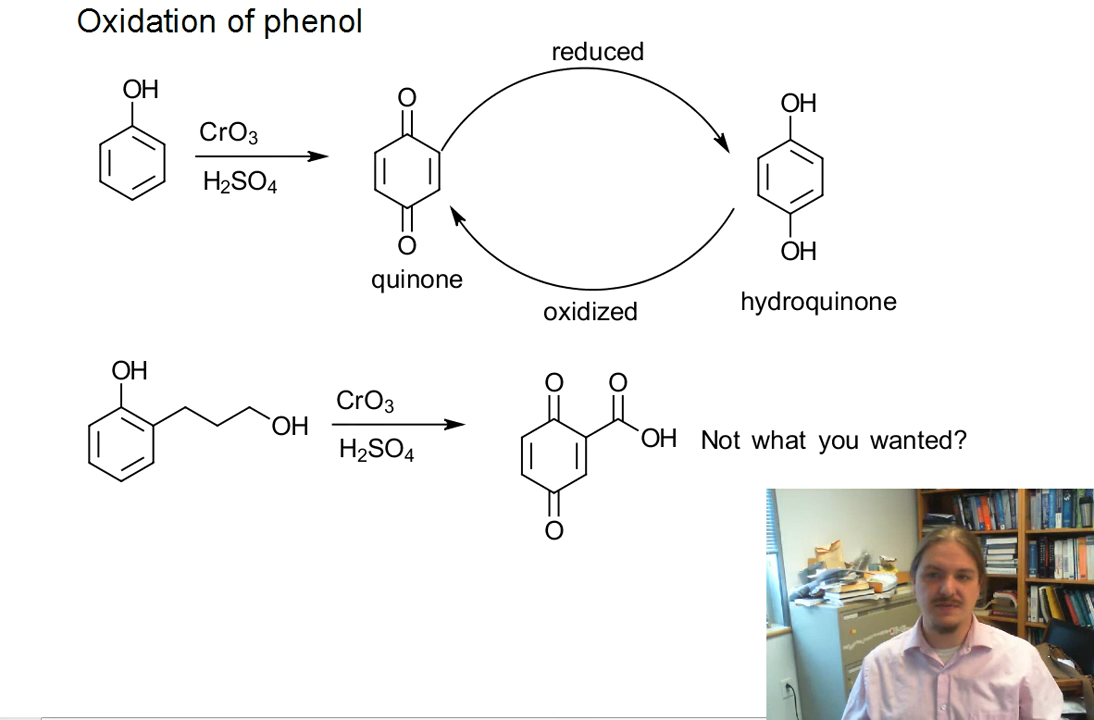 Oxidation of phenol
reduced
OH
CrO3
H2SO4
O
O
quinone
OH
OH
hydroquinone
oxidized
OH
OH
CrO3
H2SO4
O
O
OH
O
Not what you wanted?